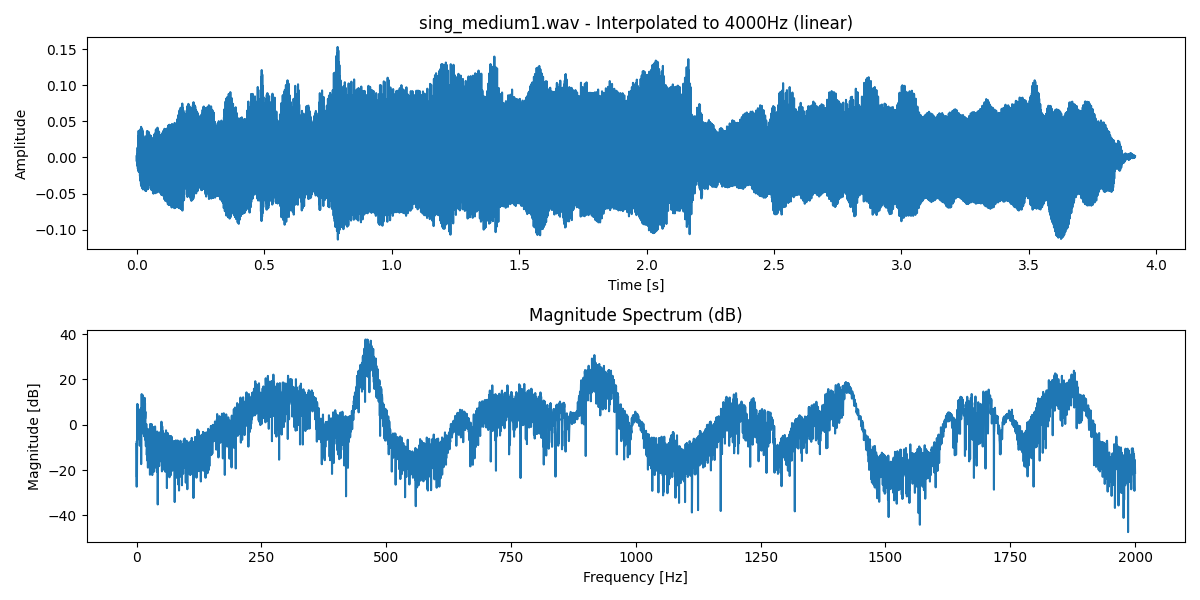 sing_medium1.wav - Interpolated to 4000Hz (linear)
0.15
0.10
0.05
0.00
−0.05
−0.10
Amplitude
0.0 0.5 1.0 1.5 2.0 2.5 3.0 3.5 4.0
Time [s]
Magnitude Spectrum (dB)
40
20
0
−20
−40
Magnitude [dB]
0 250 500 750 1000 1250 1500 1750 2000
Frequency [Hz]